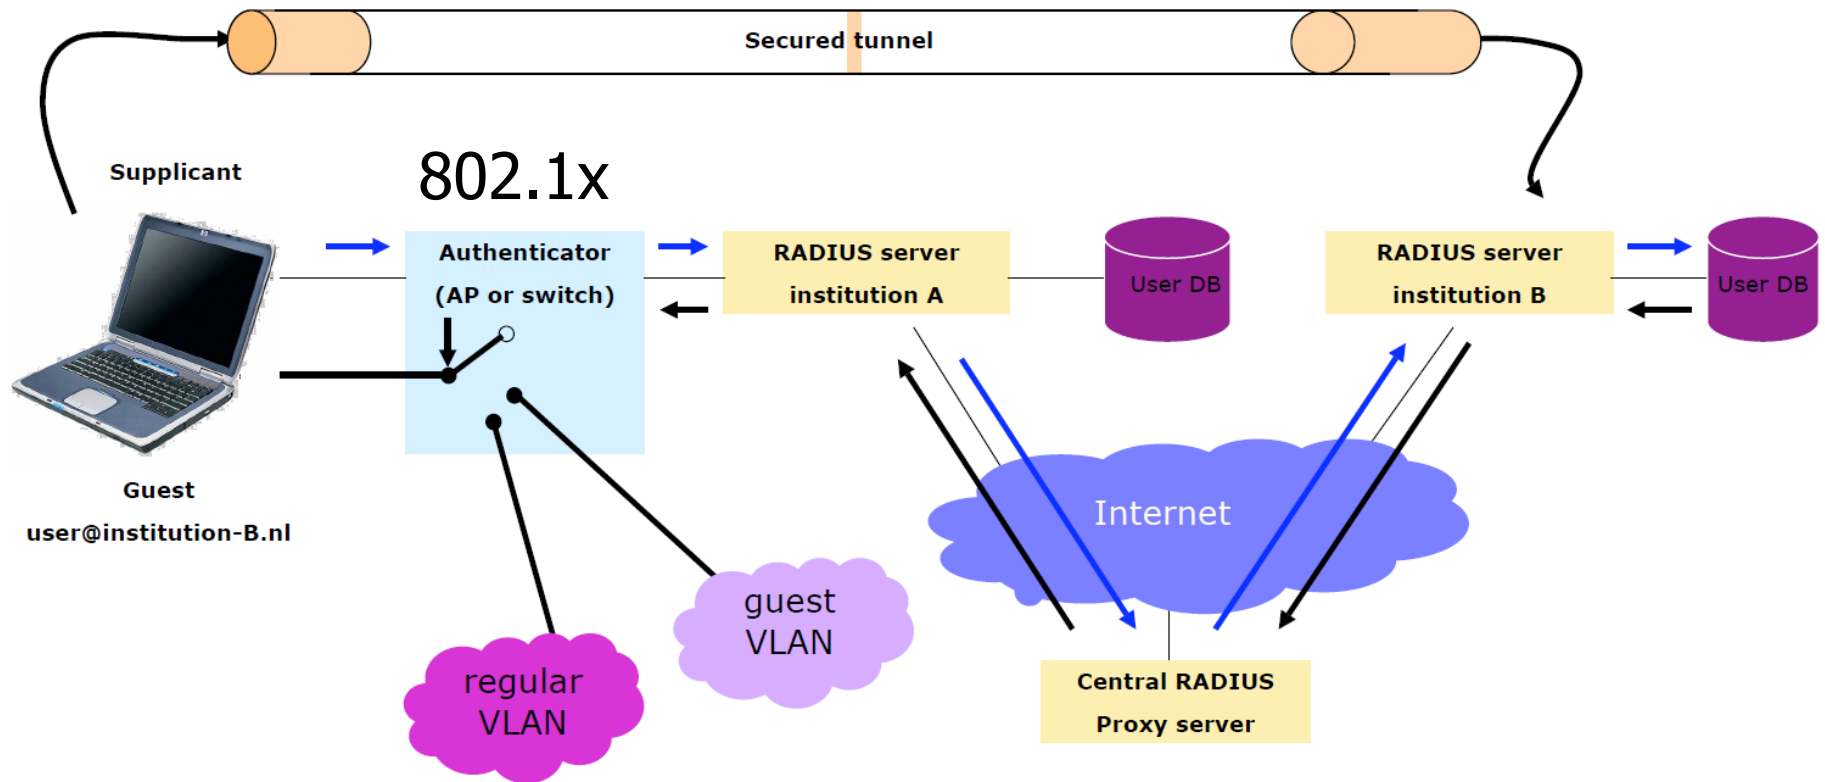 Secured tunnel
Supplicant
802.1x
Authenticator
(AP or switch)
RADIUS server
institution A
User DB
RADIUS server
institution B
User DB
Guest
user@institution-B.nl
Internet
guest
VLAN
regular
VLAN
Central RADIUS
Proxy server